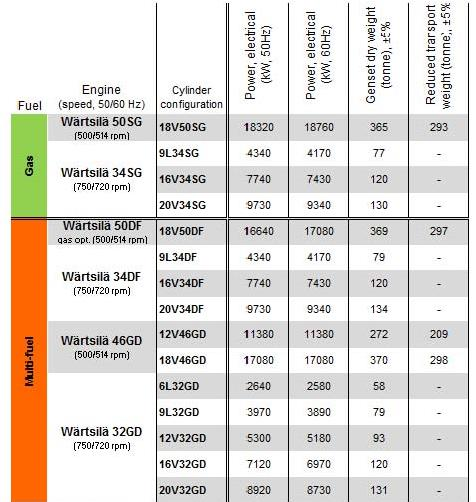 Fuel
Engine
(speed, 50/60 Hz)
Cylinder
configuration
Power, electrical
(kW, 50Hz)
Power, electrical
(kW, 60Hz)
Genset dry weight
(tonne), ±5%
Reduced transport
weight (tonne), ±5%
Gas
Wärtsilä 50SG
(500/514 rpm)
18V50SG 18320 18760 365 293
Wärtsilä 34SG
(750/720 rpm)
9L34SG 4340 4170 77 -
16V34SG 7740 7430 120 -
20V34SG 9730 9340 130 -
Multi-fuel
Wärtsilä 50DF
gas opt. (500/514 rpm)
18V50DF 16640 17080 369 297
Wärtsilä 34DF
(750/720 rpm)
9L34DF 4340 4170 79 -
16V34DF 7740 7430 120 -
20V34DF 9730 9340 134 -
Wärtsilä 46GD
(500/514 rpm)
12V46GD 11380 11380 272 209
18V46GD 17080 17080 370 298
Wärtsilä 32GD
(750/720 rpm)
6L32GD 2640 2580 58 -
9L32GD 3970 3890 79 -
12V32GD 5300 5180 93 -
16V32GD 7120 6970 120 -
20V32GD 8920 8730 131 -